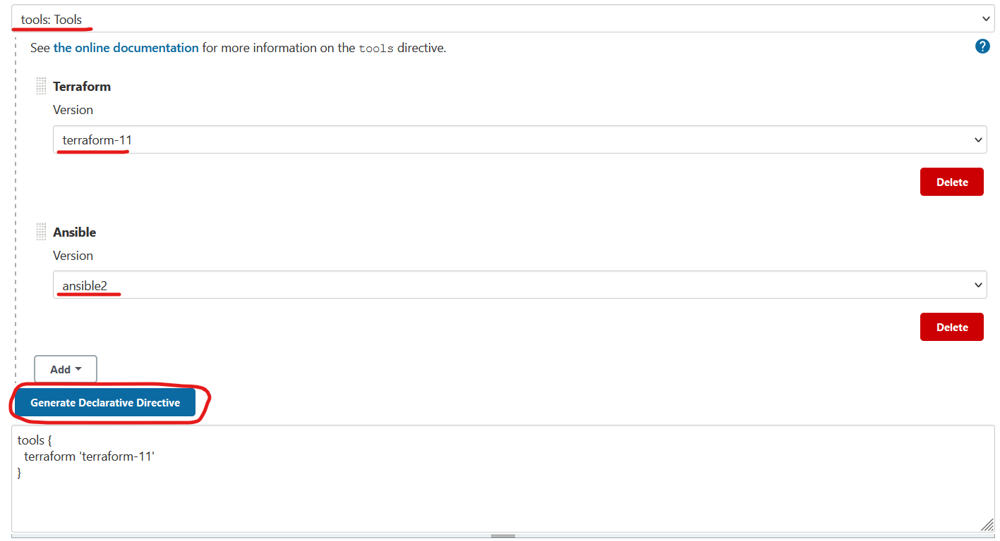 tools: Tools
See the online documentation for more information on the tools directive.
?
Terraform
Version
terraform-11
Delete
Ansible
Version
ansible2
Delete
Add
Generate Declarative Directive
tools {
  terraform 'terraform-11'
}